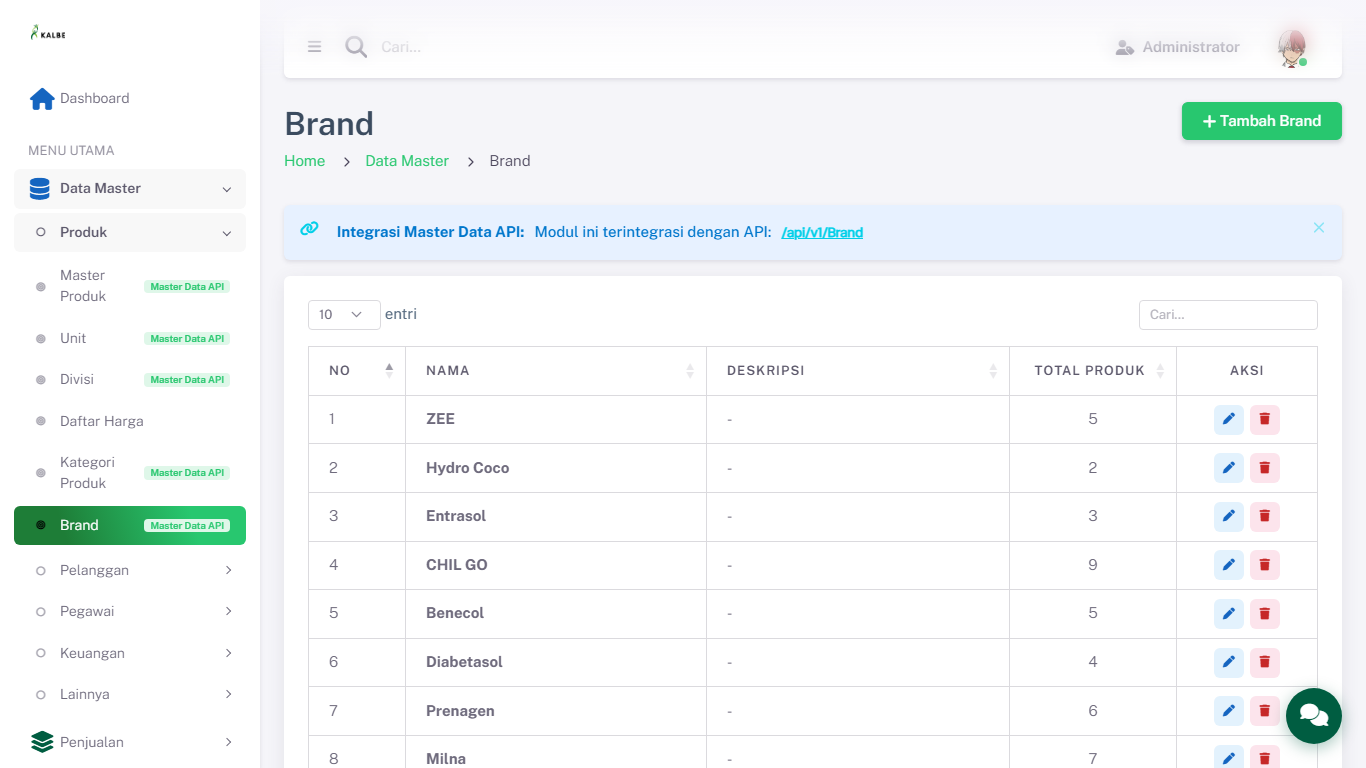 KALBE
Cari...
Administrator
Dashboard
MENU UTAMA
Data Master
Produk
Master Produk
Master Data API
Unit
Master Data API
Divisi
Master Data API
Daftar Harga
Kategori Produk
Master Data API
Brand
Master Data API
Pelanggan
Pegawai
Keuangan
Lainnya
Penjualan
Brand
Tambah Brand
Home
Data Master
Brand
Integrasi Master Data API: Modul ini terintegrasi dengan API: /api/v1/Brand
10 entri
Cari...
NO NAMA DESKRIPSI TOTAL PRODUK AKSI
1 ZEE - 5
2 Hydro Coco - 2
3 Entrasol - 3
4 CHIL GO - 9
5 Benecol - 5
6 Diabetasol - 4
7 Prenagen - 6
8 Milna - 7